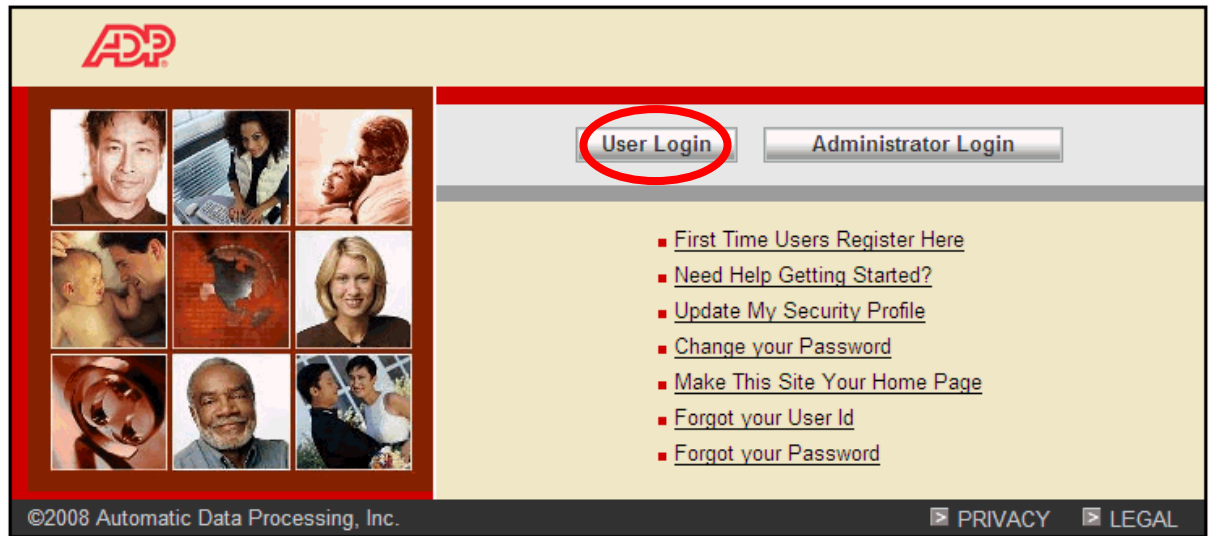 ADP
User Login
Administrator Login
First Time Users Register Here
Need Help Getting Started?
Update My Security Profile
Change your Password
Make This Site Your Home Page
Forgot your User Id
Forgot your Password
©2008 Automatic Data Processing, Inc.
PRIVACY
LEGAL